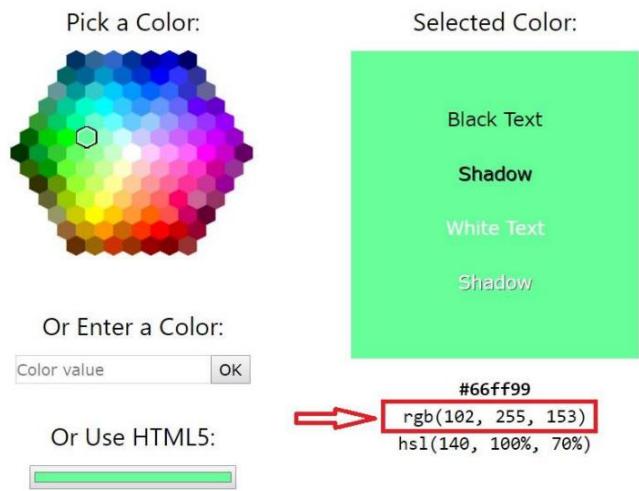 Pick a Color:
Or Enter a Color:
Color value
OK
Or Use HTML5:
Selected Color:
Black Text
Shadow
White Text
Shadow
#66ff99
rgb(102, 255, 153)
hsl(140, 100%, 70%)